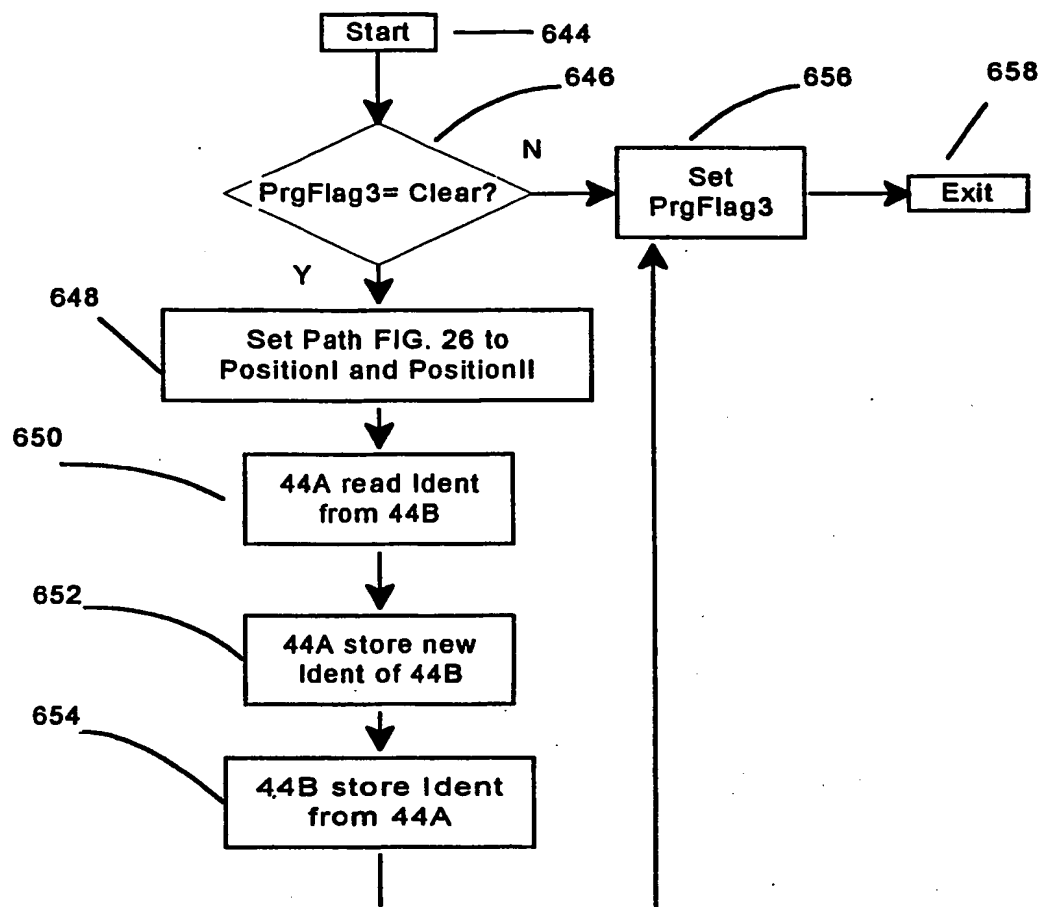 Start
644
646
656
658
N
PrgFlag3= Clear?
Set
PrgFlag3
Exit
Y
648
Set Path FIG. 26 to
PositionI and PositionII
650
44A read Ident
from 44B
652
44A store new
Ident of 44B
654
44B store Ident
from 44A